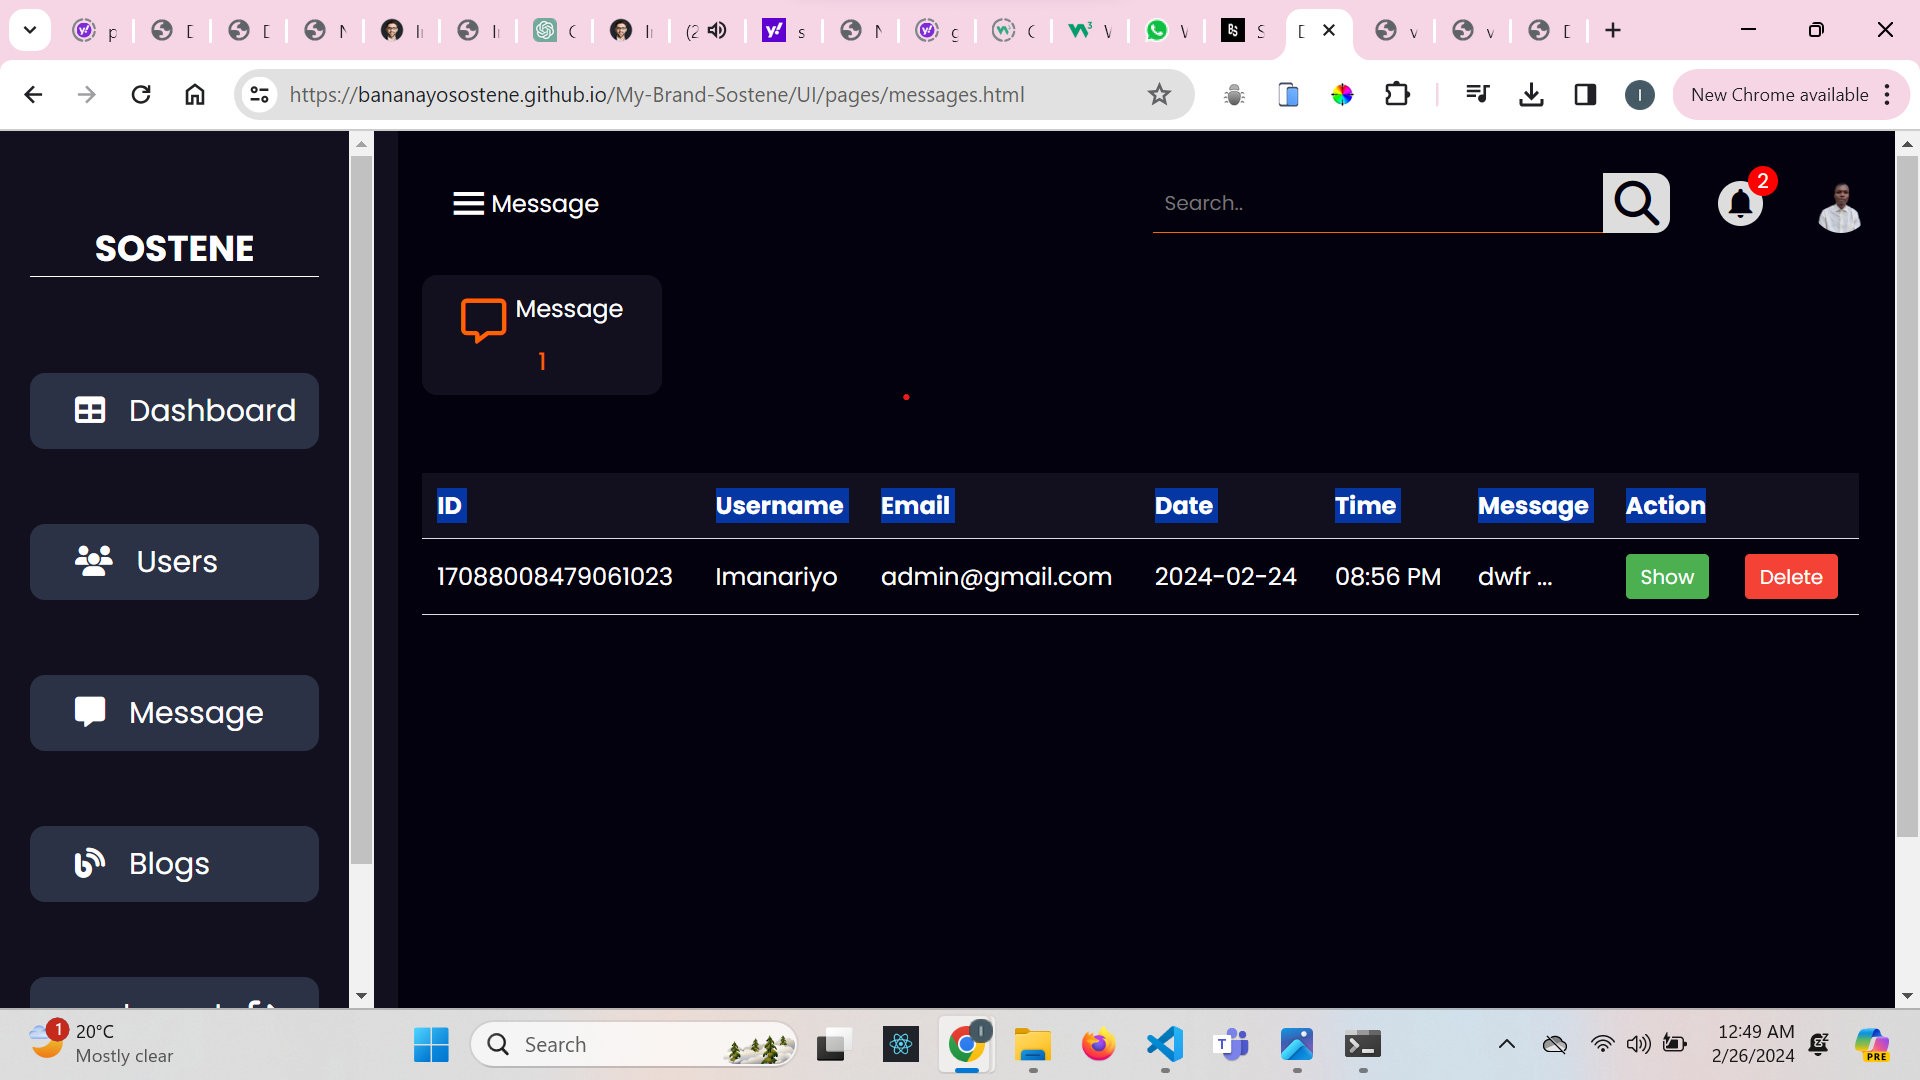 (2
https://bananayosostene.github.io/My-Brand-Sostene/UI/pages/messages.html
New Chrome available
SOSTENE
Dashboard
Users
Message
Blogs
Message
Search..
2
Message
1
ID Username Email Date Time Message Action
17088008479061023 Imanariyo admin@gmail.com 2024-02-24 08:56 PM dwfr ... Show Delete
1
20°C
Mostly clear
Search
12:49 AM
2/26/2024
PRE